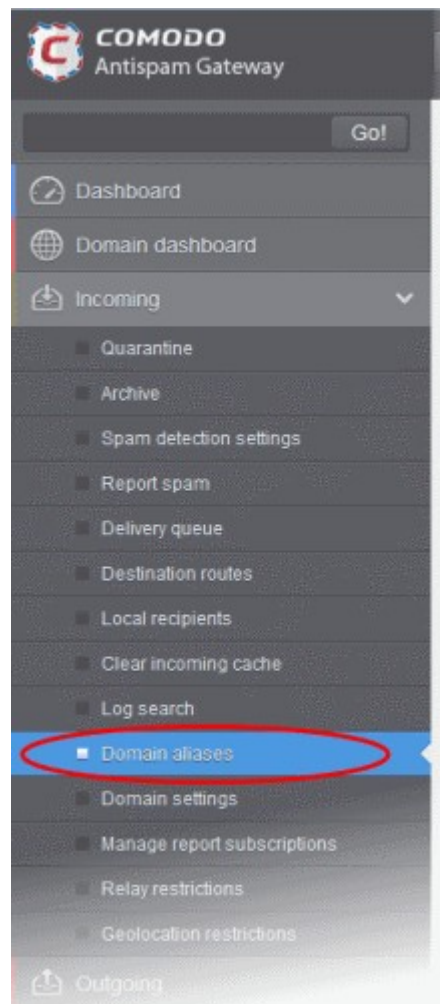 COMODO
Antispam Gateway
Go!
Dashboard
Domain dashboard
Incoming
Quarantine
Archive
Spam detection settings
Report spam
Delivery queue
Destination routes
Local recipients
Clear incoming cache
Log search
Domain aliases
Domain settings
Manage report subscriptions
Relay restrictions
Geolocation restrictions
Outgoing